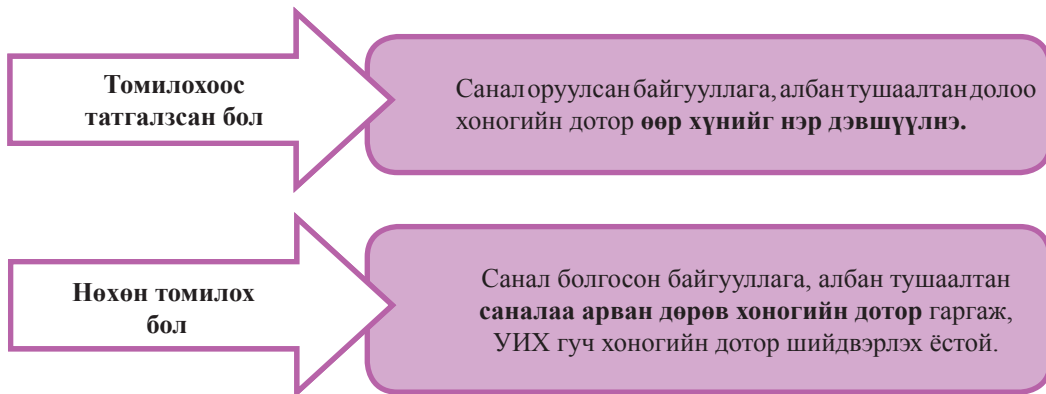 Томилохоос
татгалзсан бол
Санал оруулсан байгууллага, албан тушаалтан долоо
хоногийн дотор өөр хүнийг нэр дэвшүүлнэ.
Нөхөн томилох
бол
Санал болгосон байгууллага, албан тушаалтан
саналаа арван дөрөв хоногийн дотор гаргаж,
УИХ гуч хоногийн дотор шийдвэрлэх ёстой.